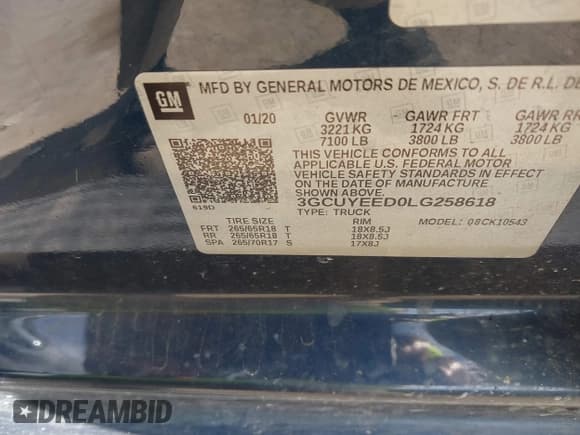 GM
MFD BY GENERAL MOTORS DE MEXICO, S. DE R.L. DE
01/20 GVWR GAWR FRT GAWR RR
3221 KG 1724 KG 1724 KG
7100 LB 3800 LB 3800 LB
THIS VEHICLE CONFORMS TO ALL
APPLICABLE U.S. FEDERAL MOTOR
VEHICLE SAFETY STANDARDS IN EFFECT
ON THE DATE OF MANUFACTURE SHOWN ABOVE.
3GCUYEED0LG258618
619D TYPE: TRUCK MODEL: 08CK10543
TIRE SIZE RIM
FRT 265/65R18 T 18X8.5J
RR 265/65R18 T 18X8.5J
SPA 265/70R17 S 17X8J
DREAMBID